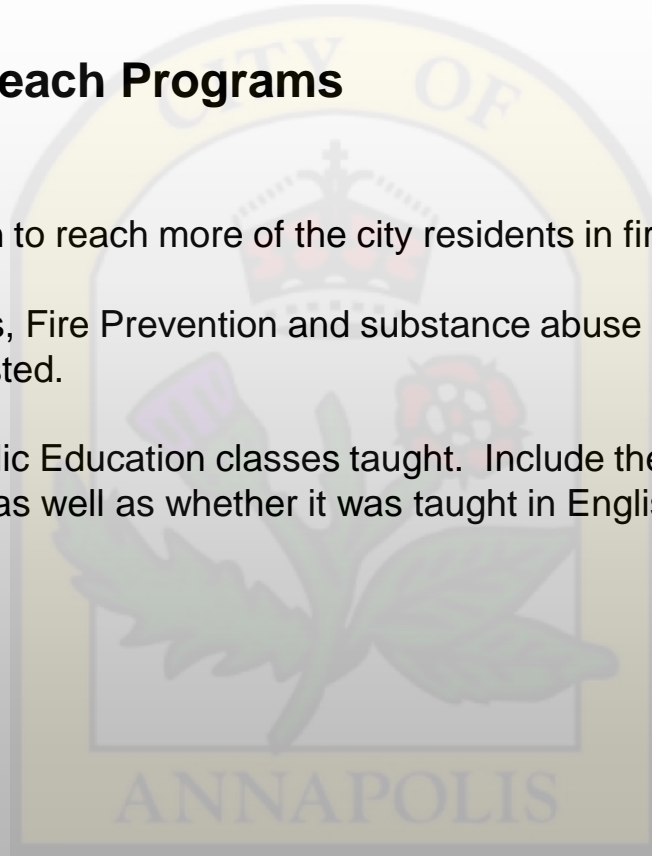 CITY OF
each Programs
to reach more of the city residents in fir
s, Fire Prevention and substance abuse
sted.
lic Education classes taught.  Include the
as well as whether it was taught in Englis
ANNAPOLIS